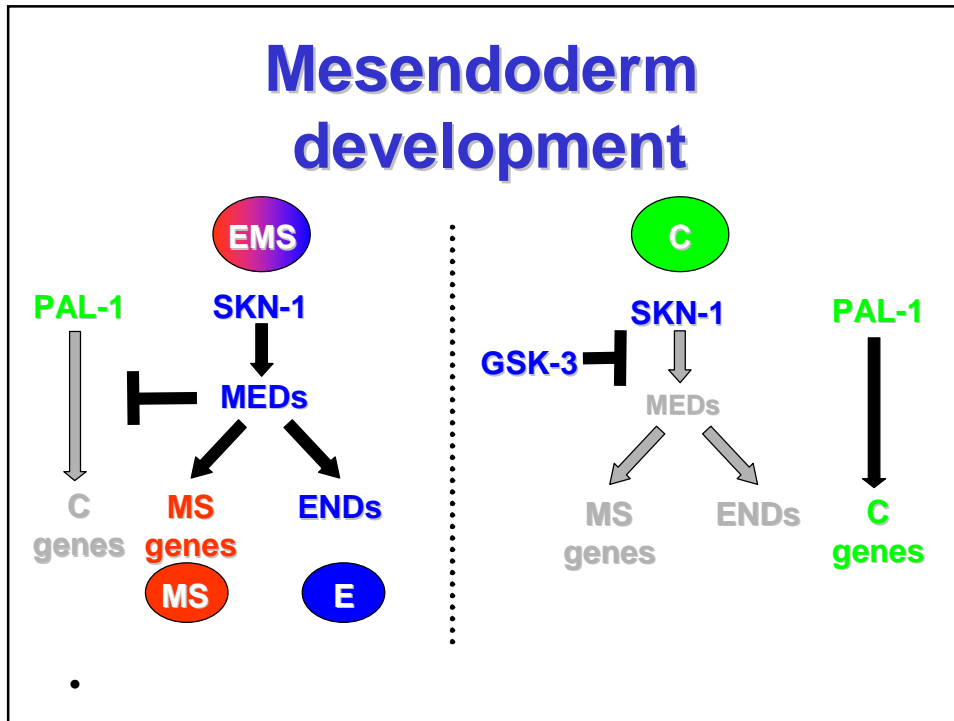 Mesendoderm
development
EMS
PAL-1
SKN-1
MEDs
C
genes
MS
genes
ENDs
MS
E
C
SKN-1
PAL-1
GSK-3
MEDs
MS
genes
ENDs
C
genes
•